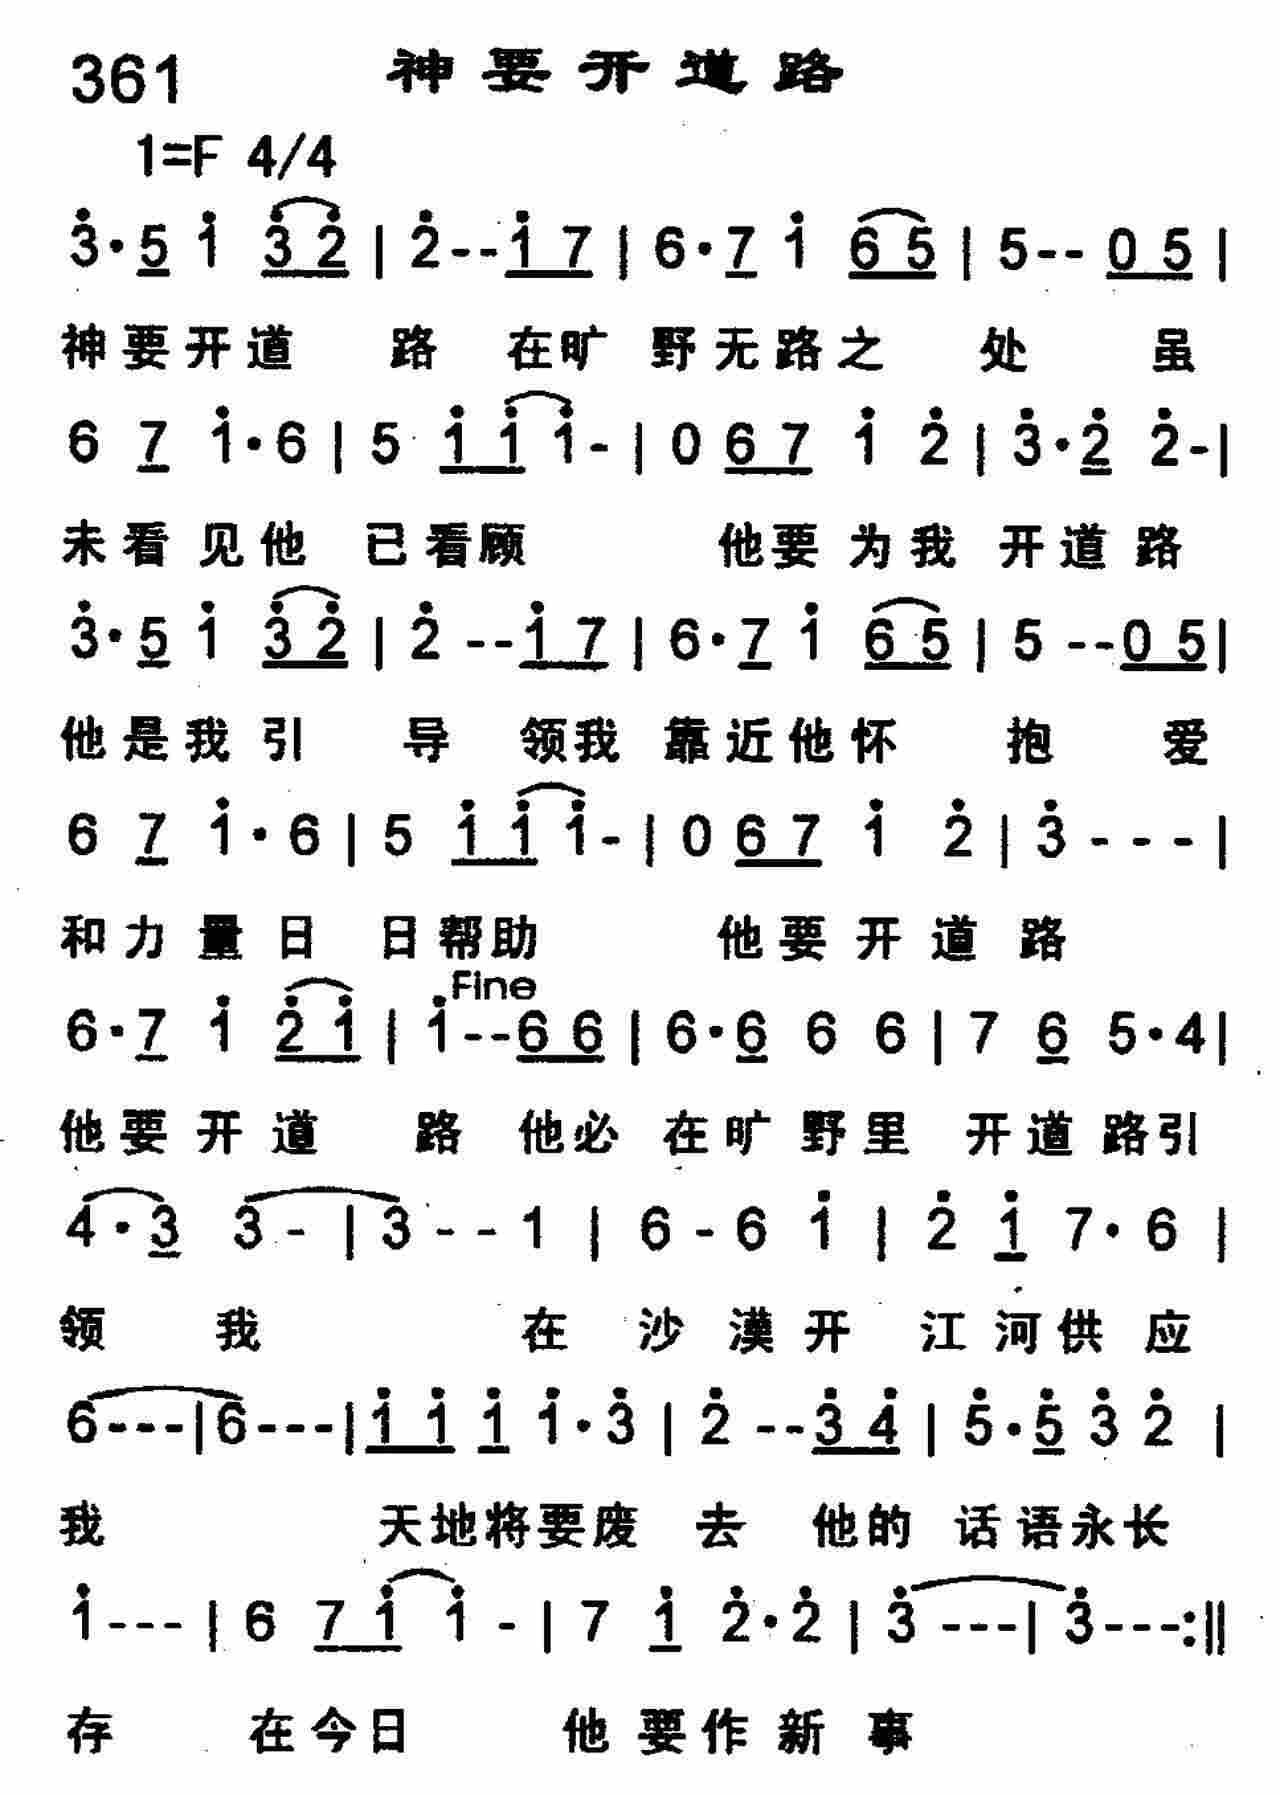 361 神要开道路
1=F 4/4
3̇·5 1̇ 3̇ 2̇ | 2̇--1̇ 7 | 6·7 1̇ 6 5 | 5--0 5 |
神要开道 路 在旷 野无路之 处 虽
6 7 1̇·6 | 5 1̇ 1̇ 1̇- | 0 6 7 1̇ 2̇ | 3̇·2̇ 2̇- |
未看见他 已看顾 他要为我 开道路
3̇·5 1̇ 3̇ 2̇ | 2̇--1̇ 7 | 6·7 1̇ 6 5 | 5--0 5 |
他是我引 导 领我 靠近他怀 抱 爱
6 7 1̇·6 | 5 1̇ 1̇ 1̇- | 0 6 7 1̇ 2̇ | 3̇--- |
和力量日 日帮助 他要开道路
Fine
6·7 1̇ 2̇ 1̇ | 1̇--6 6 | 6·6 6 6 | 7 6 5·4 |
他要开道 路 他必 在旷野里 开道路引
4·3 3- | 3--1 | 6-6 1̇ | 2̇ 1̇ 7·6 |
领 我 在 沙漠开 江河供应
6--- | 6--- | 1̇ 1̇ 1̇ 1̇·3̇ | 2̇--3̇ 4̇ | 5̇·5̇ 3̇ 2̇ |
我 天地将要废 去 他的 话语永长
1̇--- | 6 7 1̇ 1̇- | 7 1̇ 2̇·2̇ | 3̇--- | 3̇---:||
存 在今日 他要作新事